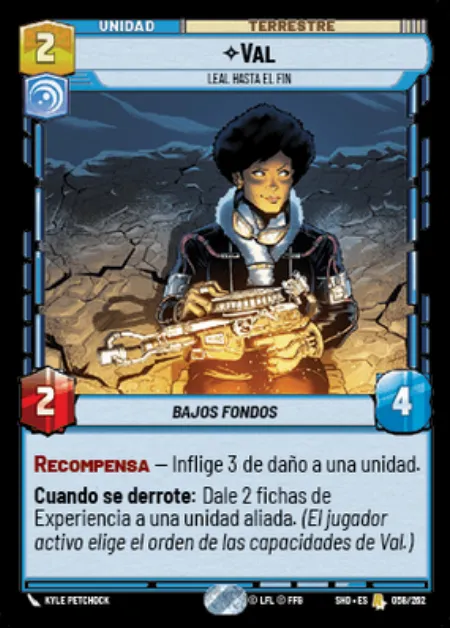 UNIDAD TERRESTRE
2
✧VAL
LEAL HASTA EL FIN
2
BAJOS FONDOS
4
RECOMPENSA – Inflige 3 de daño a una unidad.
Cuando se derrote: Dale 2 fichas de
Experiencia a una unidad aliada. (El jugador
activo elige el orden de las capacidades de Val.)
KYLE PETCHOCK
© LFL © FFG
SHD • ES 058/262